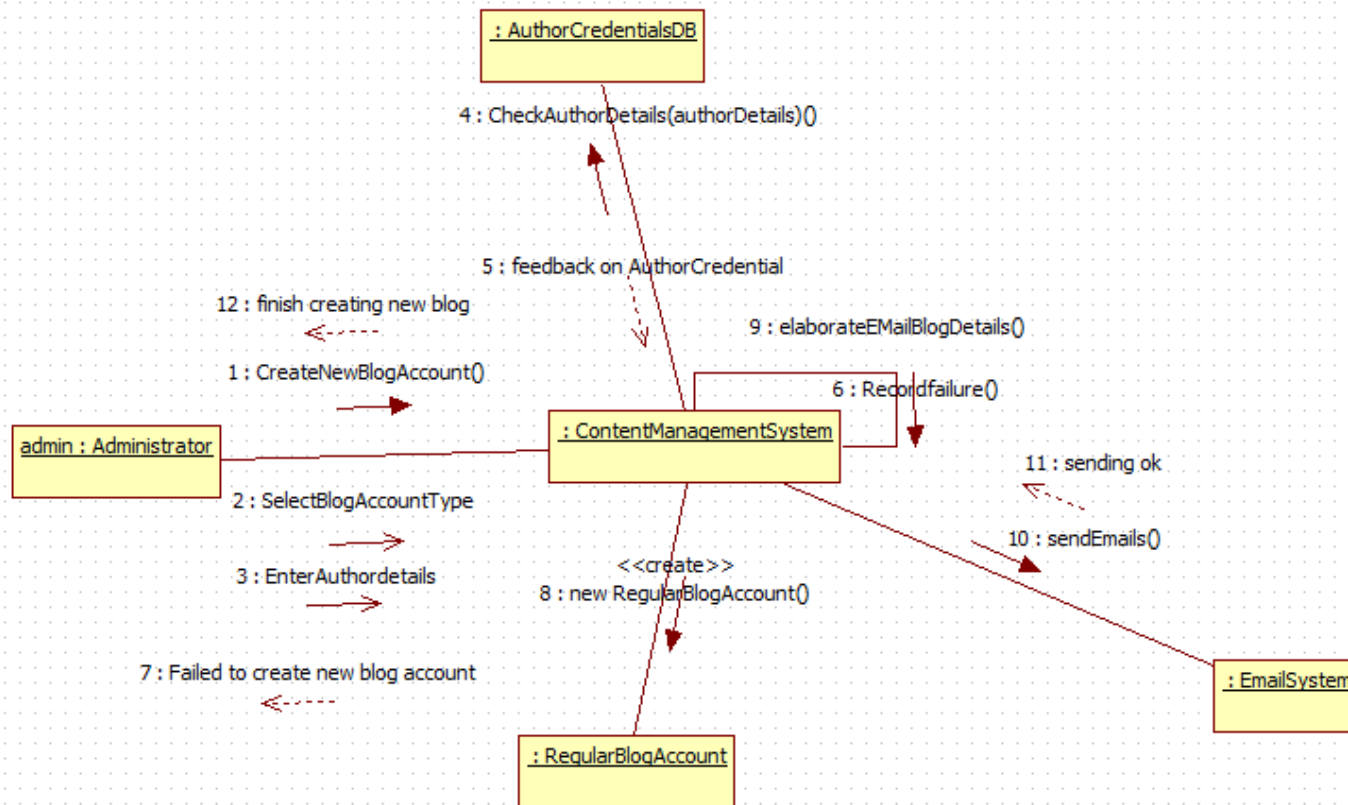 : AuthorCredentialsDB
4 : CheckAuthorDetails(authorDetails)()
5 : feedback on AuthorCredential
12 : finish creating new blog
9 : elaborateEMailBlogDetails()
1 : CreateNewBlogAccount()
6 : Recordfailure()
: ContentManagementSystem
admin : Administrator
11 : sending ok
2 : SelectBlogAccountType
10 : sendEmails()
<<create>>
3 : EnterAuthordetails
8 : new RegularBlogAccount()
7 : Failed to create new blog account
: EmailSystem
: RegularBlogAccount